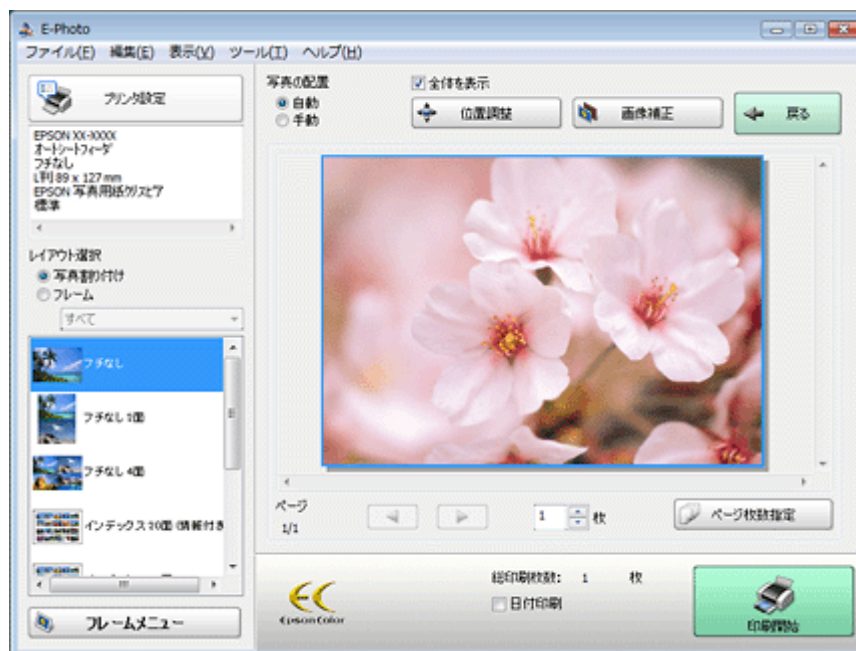 E-Photo
ファイル(F) 編集(E) 表示(V) ツール(T) ヘルプ(H)
プリンタ設定
EPSON XX-XXXX
オートシートフィーダ
フチなし
L判 89 x 127 mm
EPSON 写真用紙クリスピア
標準
レイアウト選択
写真割り付け
フレーム
すべて
フチなし
フチなし 1面
フチなし 4面
インデックス 20面 (情報付き
フレームメニュー
写真の配置
自動
手動
全体を表示
位置調整
画像補正
戻る
ページ
1/1
1 枚
ページ枚数指定
EC
Epson Color
総印刷枚数: 1 枚
日付印刷
印刷開始